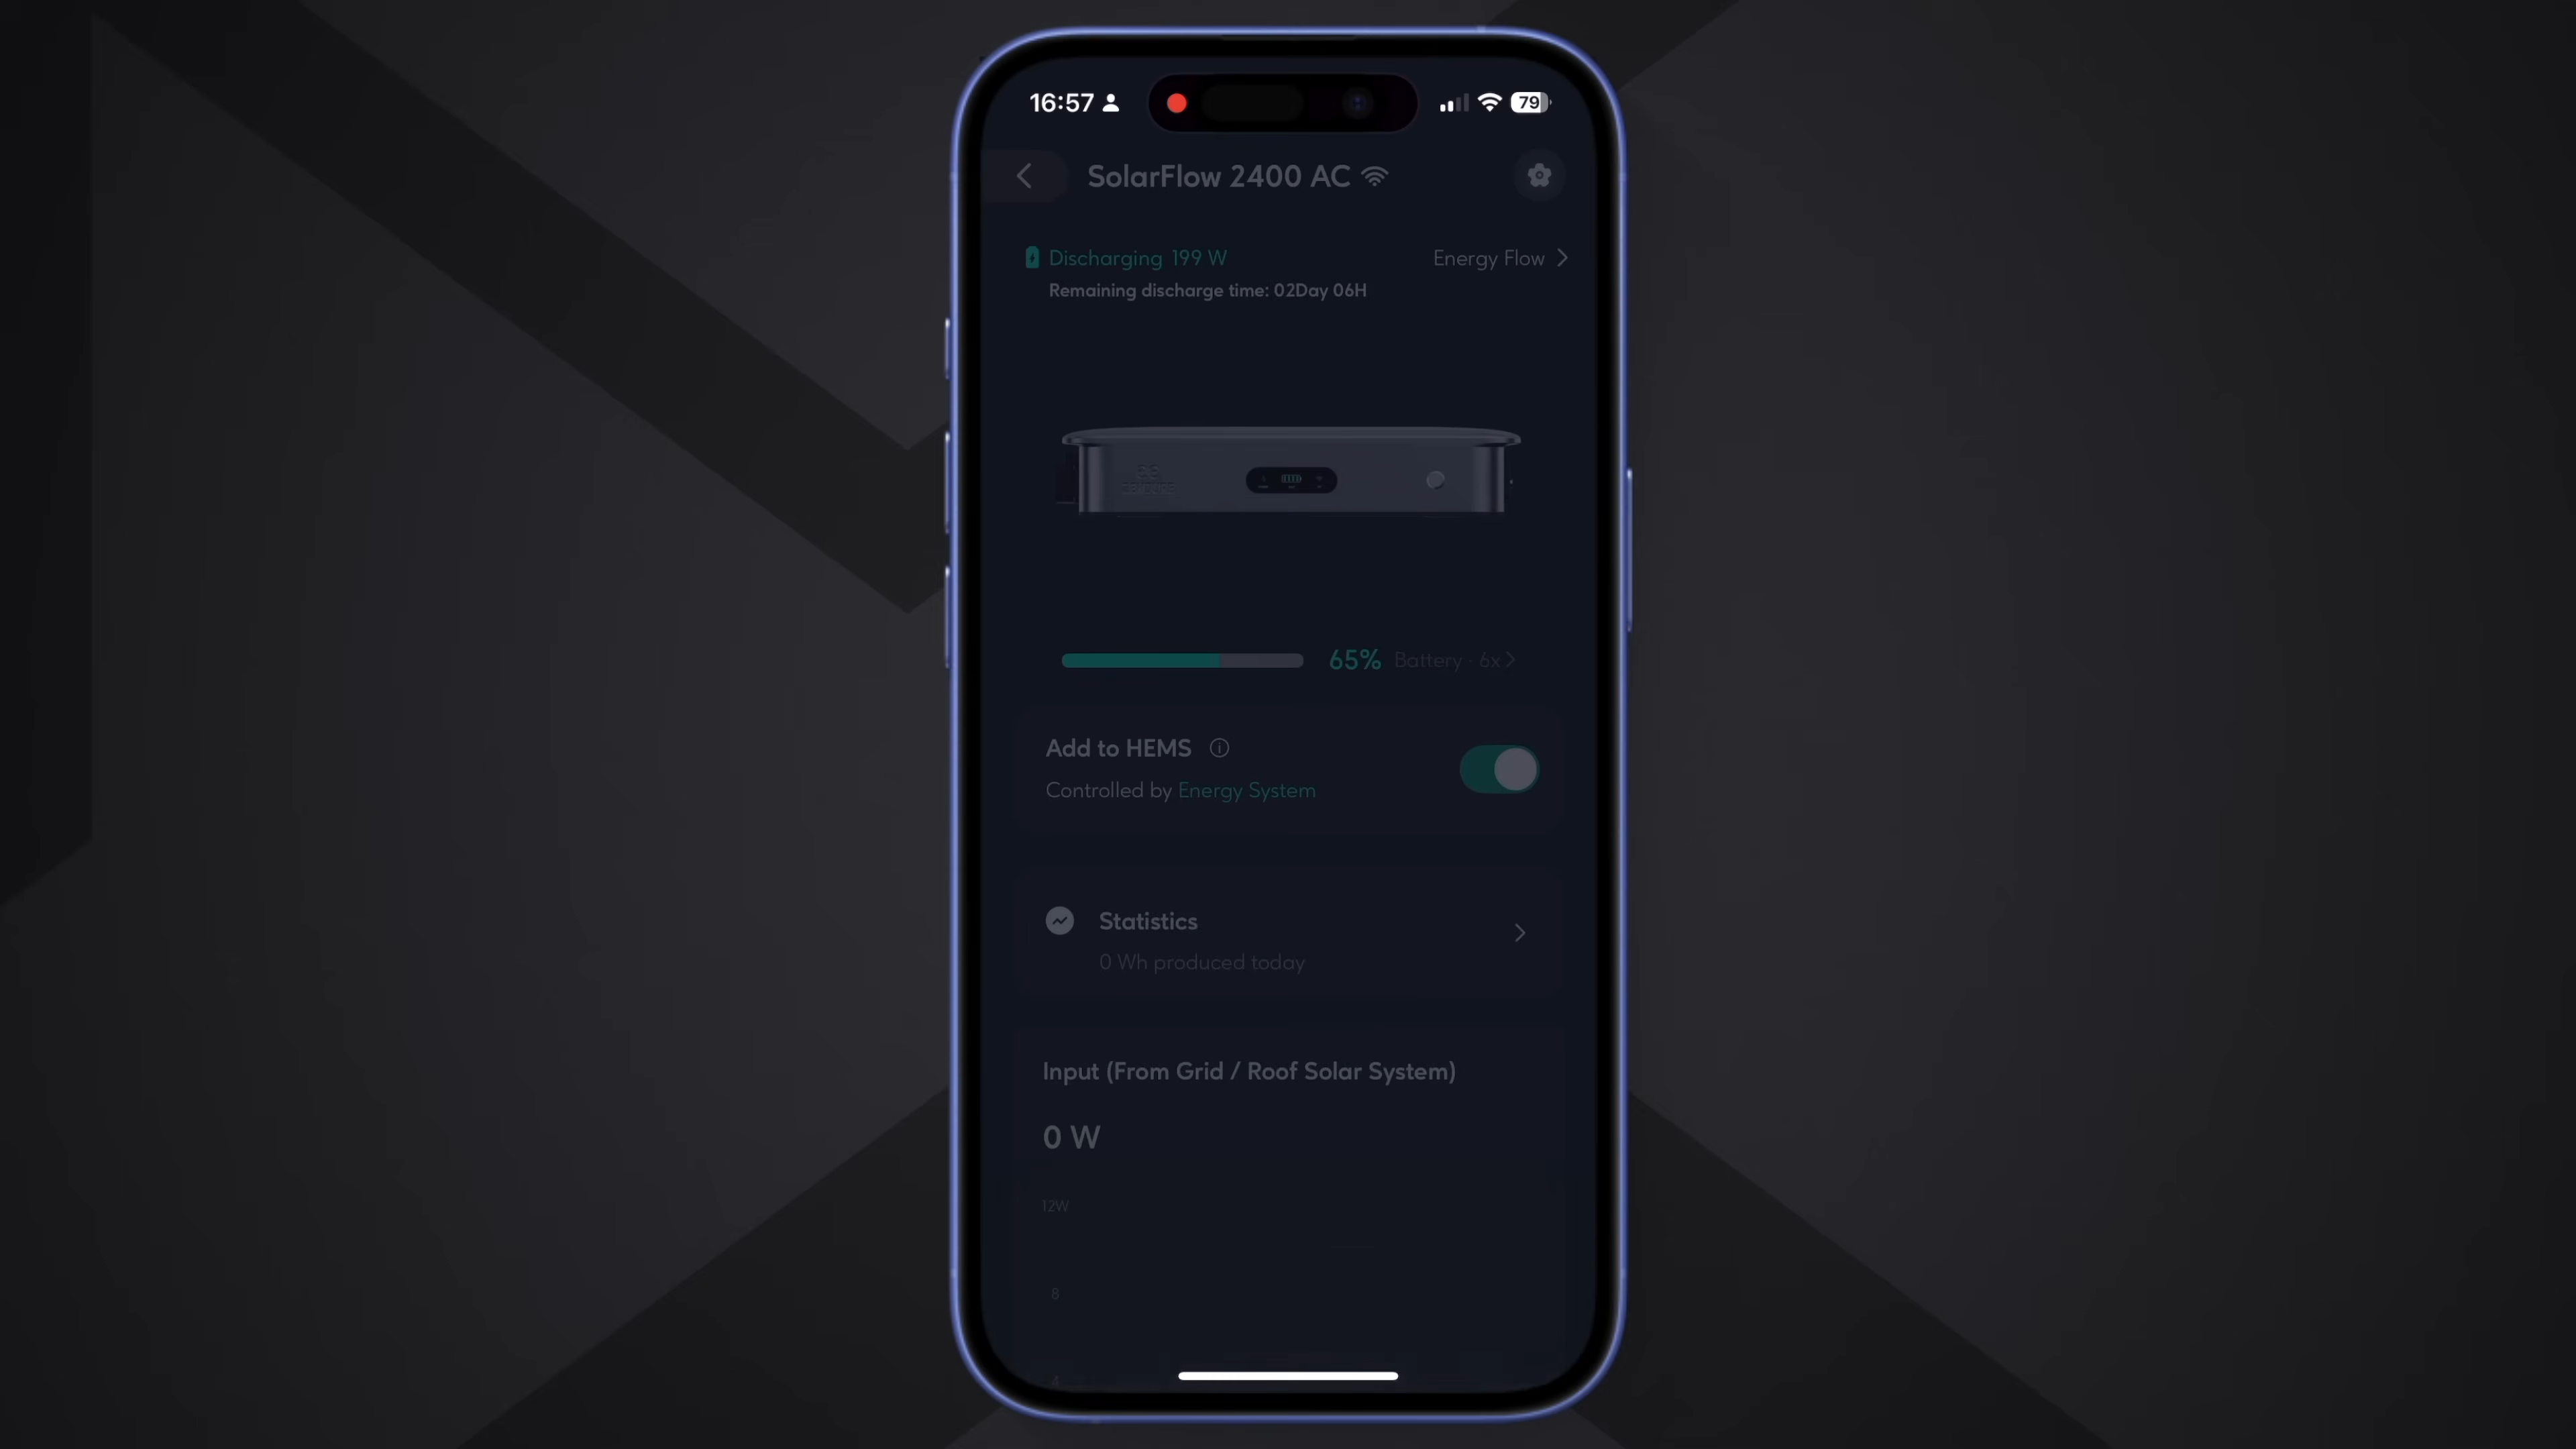 16:57
79
SolarFlow 2400 AC
Discharging 199 W
Energy Flow
Remaining discharge time: 02Day 06H
65% Battery · 6x
Add to HEMS
Controlled by Energy System
Statistics
0 Wh produced today
Input (From Grid / Roof Solar System)
0 W
12W
8
4